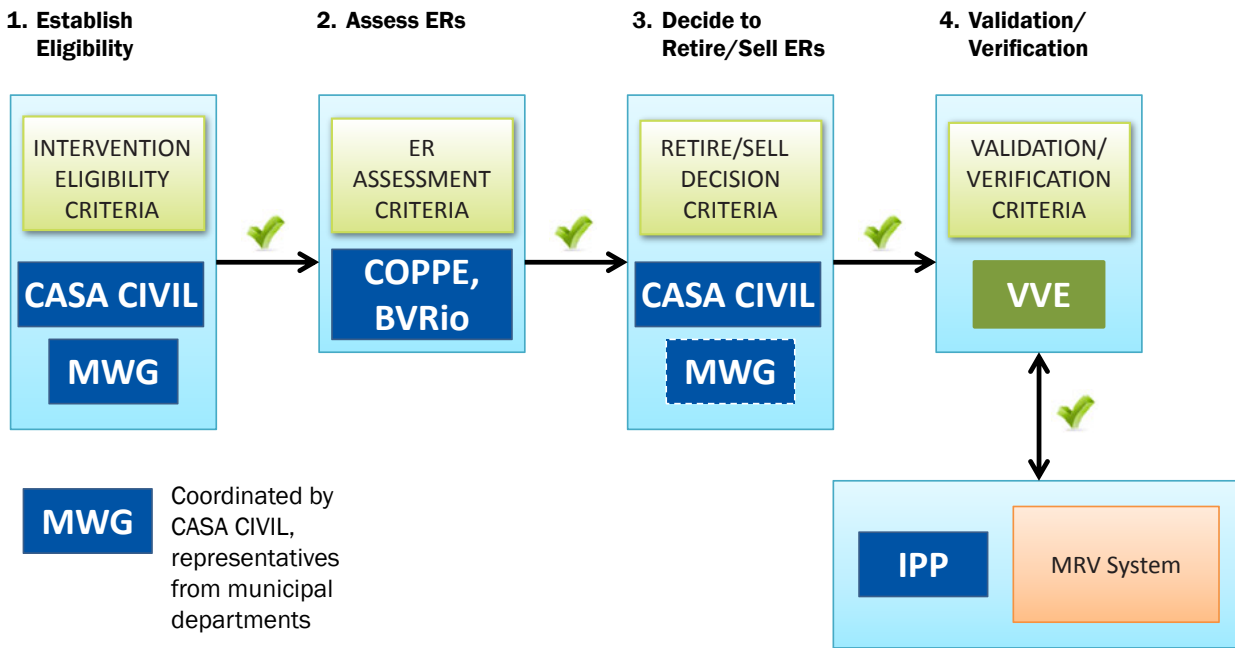 1. Establish
Eligibility
2. Assess ERs
3. Decide to
Retire/Sell ERs
4. Validation/
Verification
INTERVENTION
ELIGIBILITY
CRITERIA
CASA CIVIL
MWG
ER
ASSESSMENT
CRITERIA
COPPE,
BVRio
RETIRE/SELL
DECISION
CRITERIA
CASA CIVIL
MWG
VALIDATION/
VERIFICATION
CRITERIA
VVE
MWG
Coordinated by
CASA CIVIL,
representatives
from municipal
departments
IPP
MRV System